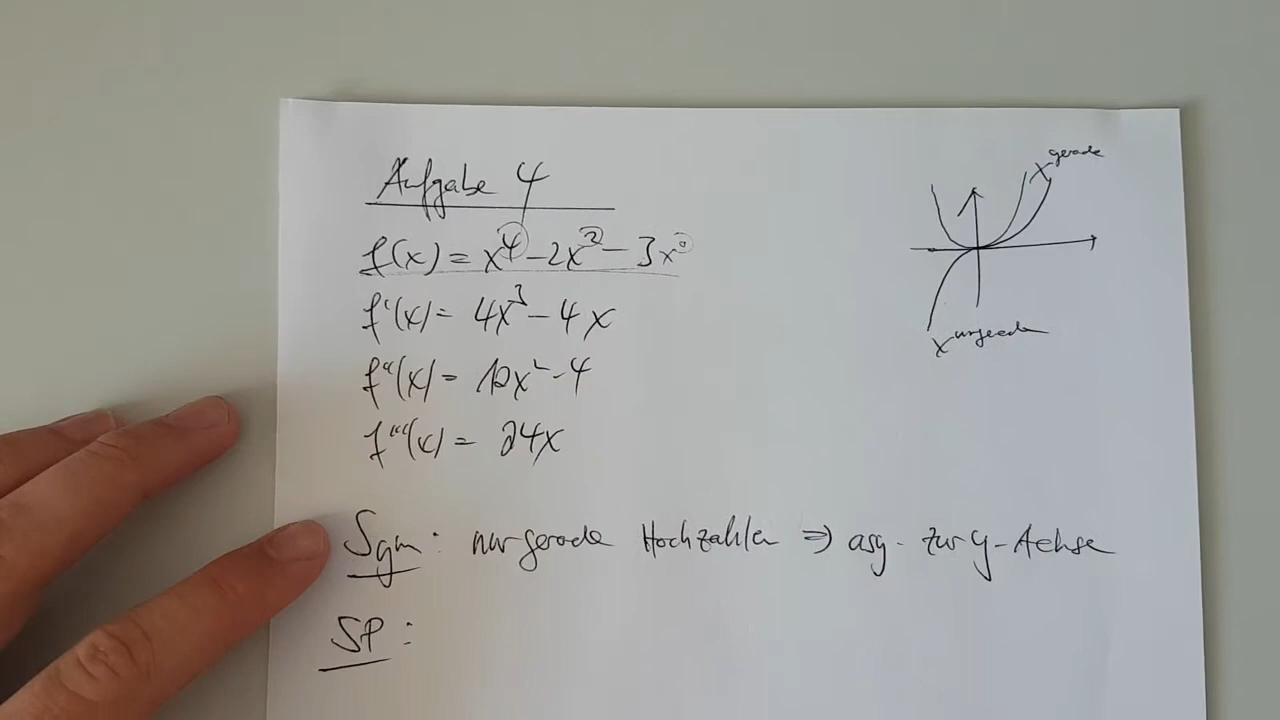 Aufgabe 4
f(x) = x⁴ - 2x² - 3x⁰
f'(x) = 4x³ - 4x
f''(x) = 12x² - 4
f'''(x) = 24x
Sym: nur gerade Hochzahlen ⇒ asy. zur y-Achse
SP:
x^gerade
x^ungerade